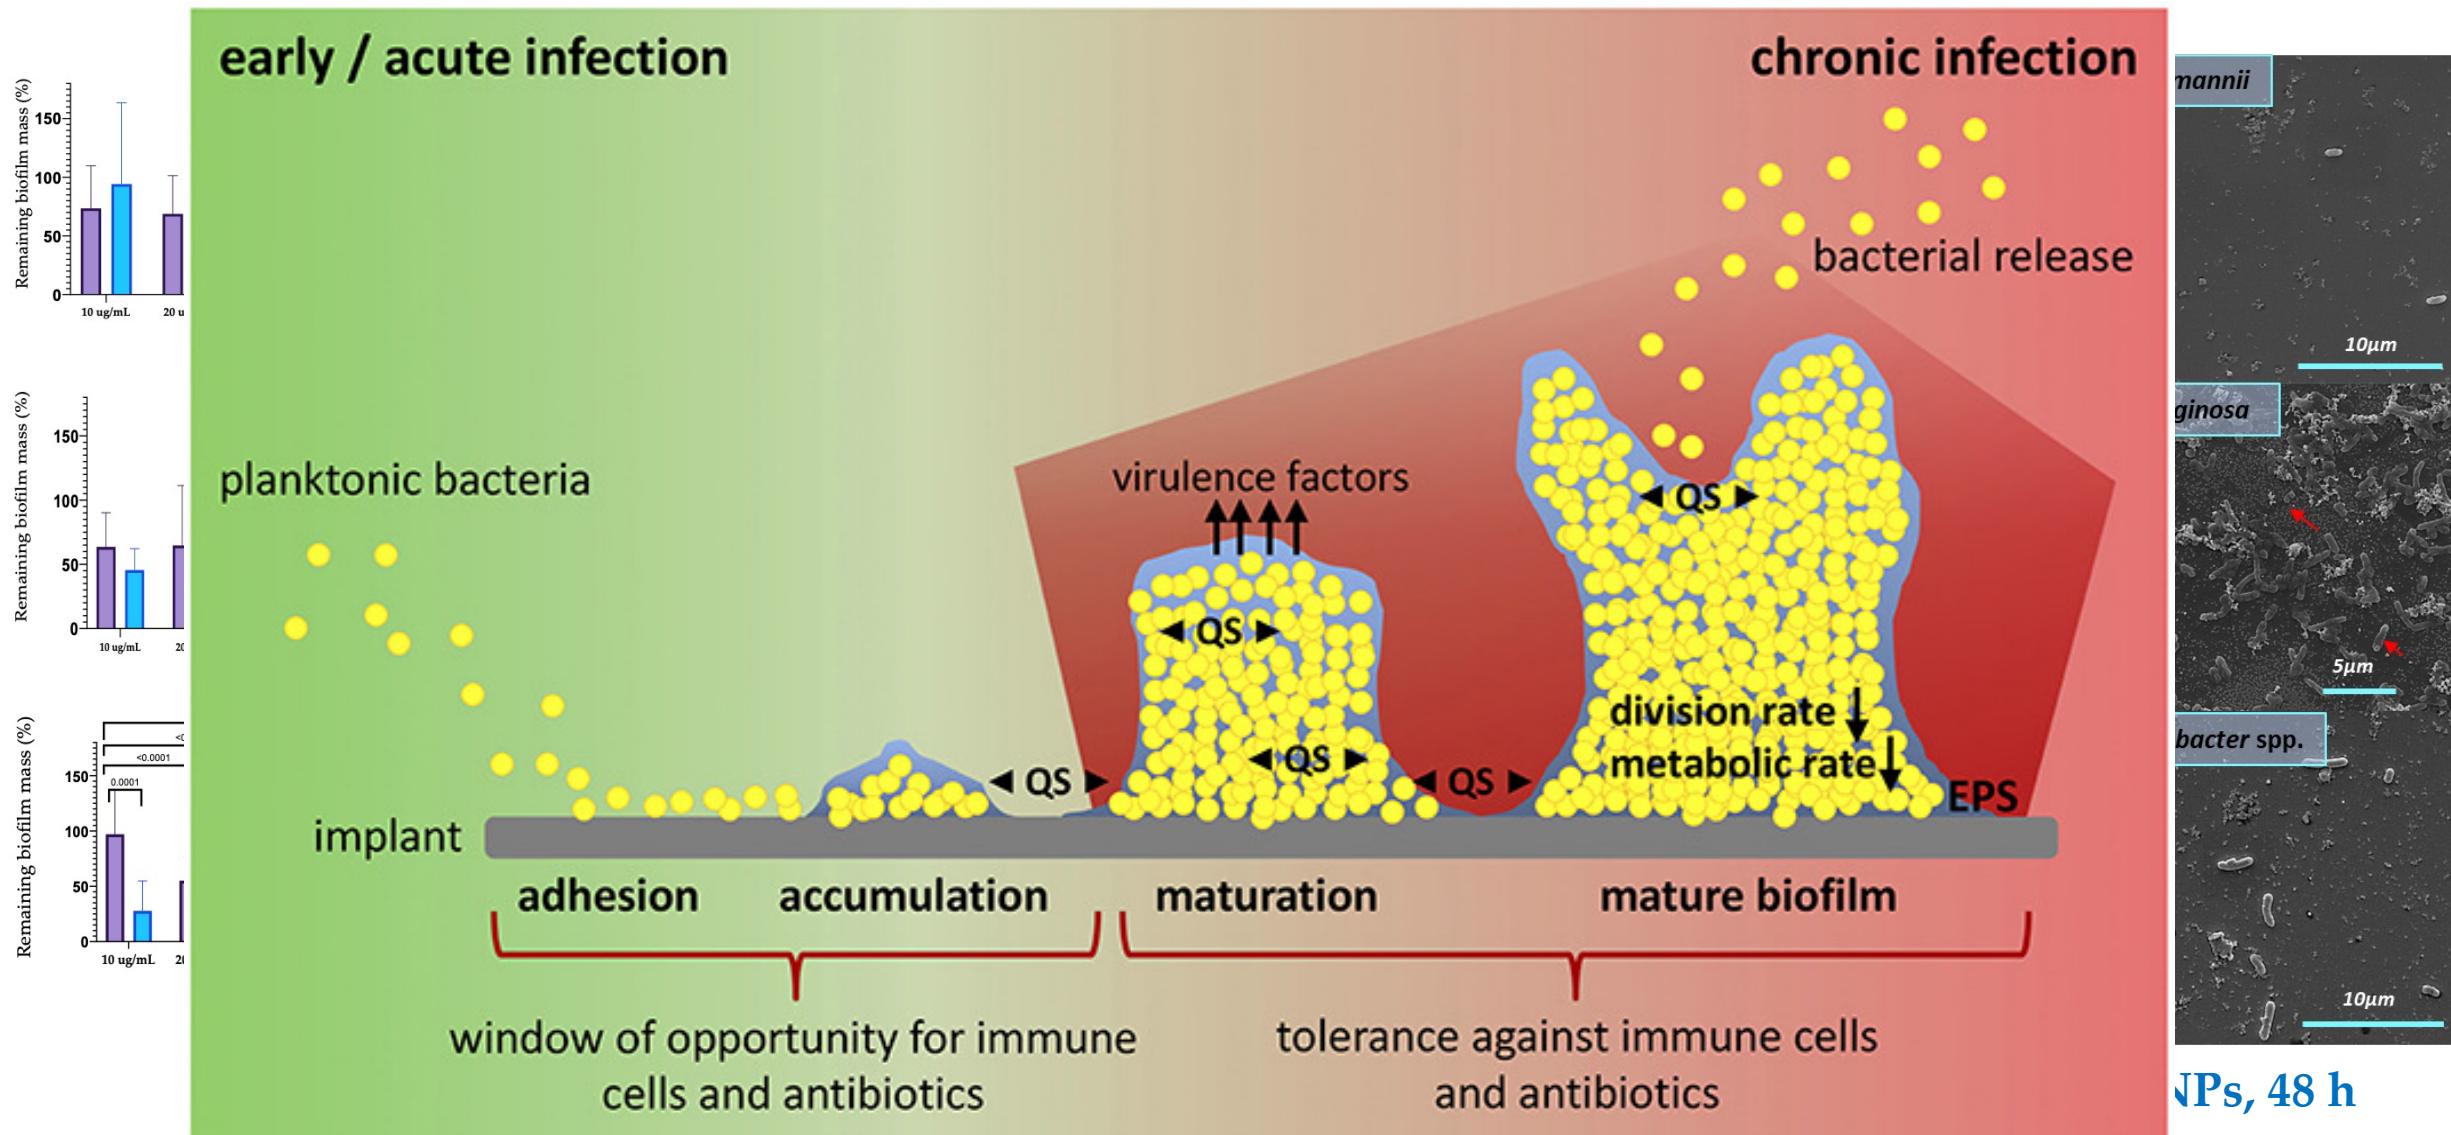 early / acute infection
chronic infection
planktonic bacteria
implant
virulence factors
bacterial release
QS
QS
QS
QS
QS
division rate
metabolic rate
EPS
adhesion
accumulation
maturation
mature biofilm
window of opportunity for immune
cells and antibiotics
tolerance against immune cells
and antibiotics
Remaining biofilm mass (%)
150
100
50
0
10 ug/mL
20 u
Remaining biofilm mass (%)
150
100
50
0
10 ug/mL
20
Remaining biofilm mass (%)
<0
<0.0001
0.0001
150
100
50
0
10 ug/mL
20
mannii
10µm
ginosa
5µm
bacter spp.
10µm
NPs, 48 h